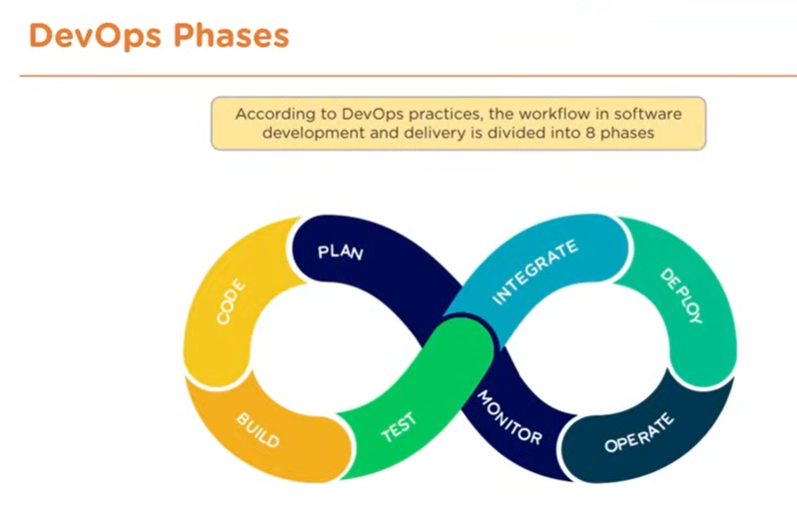 DevOps Phases
According to DevOps practices, the workflow in software
development and delivery is divided into 8 phases
PLAN
CODE
BUILD
TEST
INTEGRATE
DEPLOY
OPERATE
MONITOR